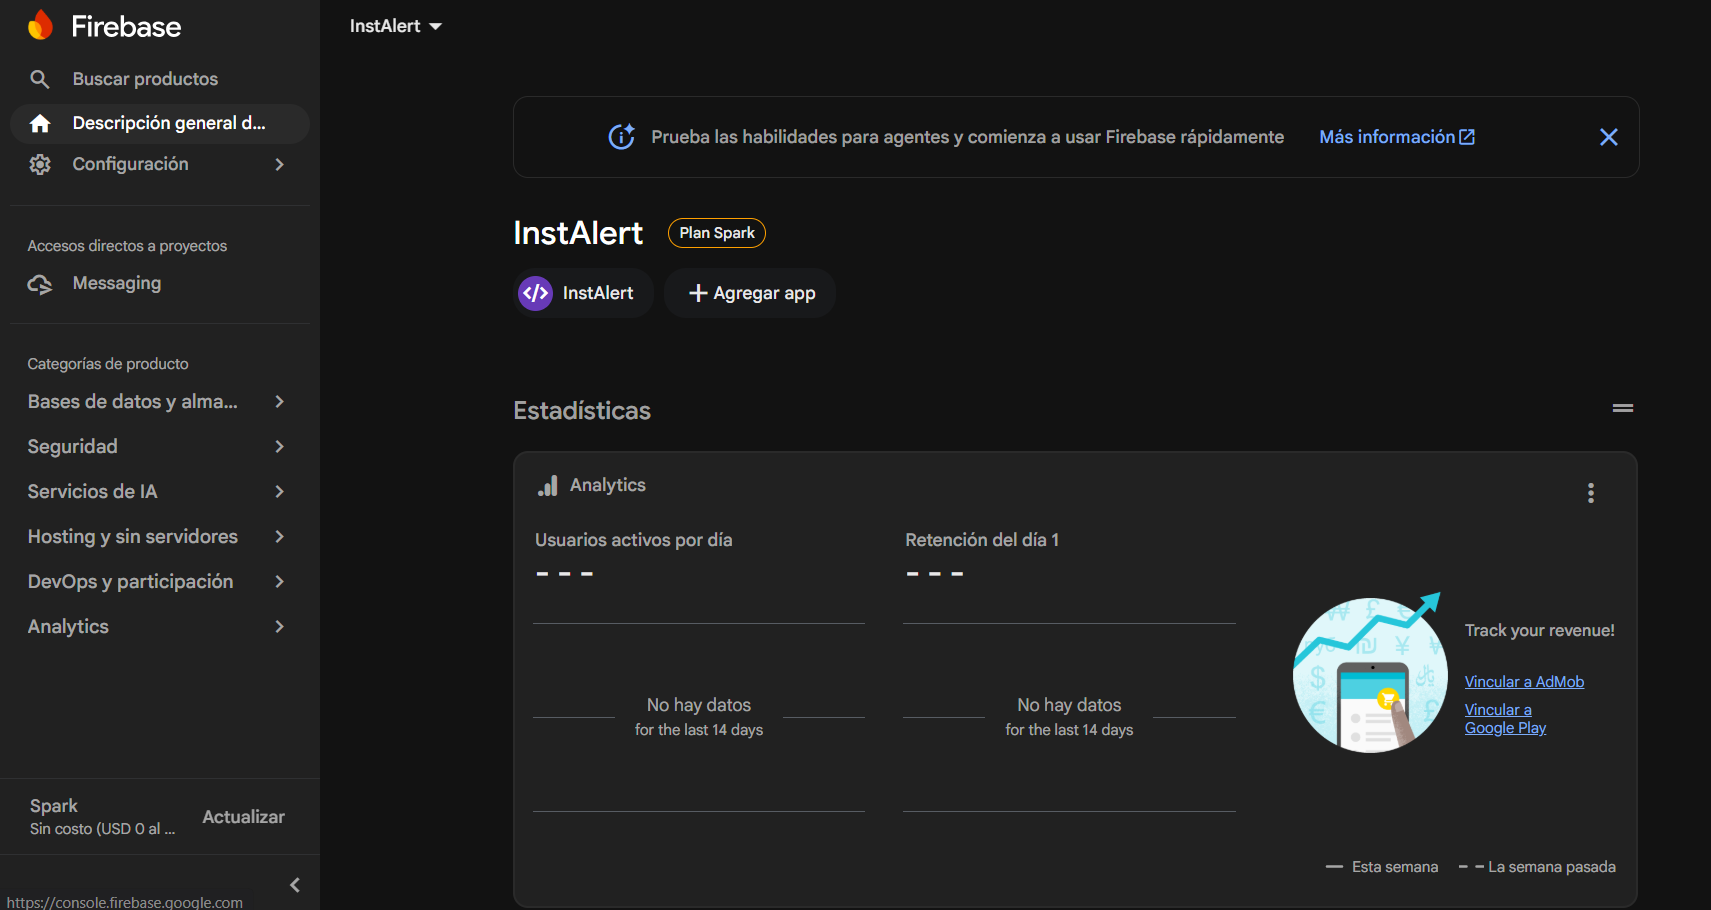 Firebase
Buscar productos
Descripción general d...
Configuración
Accesos directos a proyectos
Messaging
Categorías de producto
Bases de datos y alma...
Seguridad
Servicios de IA
Hosting y sin servidores
DevOps y participación
Analytics
Spark
Sin costo (USD 0 al ...
Actualizar
https://console.firebase.google.com
InstAlert
Prueba las habilidades para agentes y comienza a usar Firebase rápidamente
Más información
InstAlert
Plan Spark
InstAlert
Agregar app
Estadísticas
Analytics
Usuarios activos por día
- - -
No hay datos
for the last 14 days
Retención del día 1
- - -
No hay datos
for the last 14 days
Track your revenue!
Vincular a AdMob
Vincular a
Google Play
Esta semana
La semana pasada